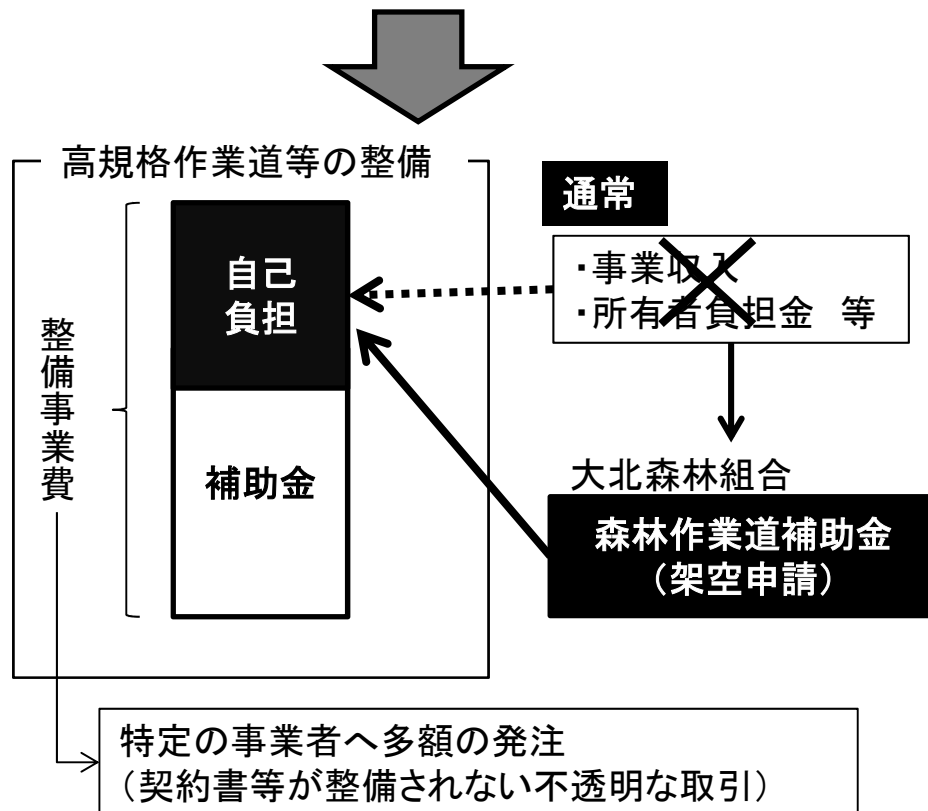 高規格作業道等の整備
通常
・事業収入
・所有者負担金　等
自己
負担
整備事業費
補助金
大北森林組合
森林作業道補助金
（架空申請）
特定の事業者へ多額の発注
（契約書等が整備されない不透明な取引）